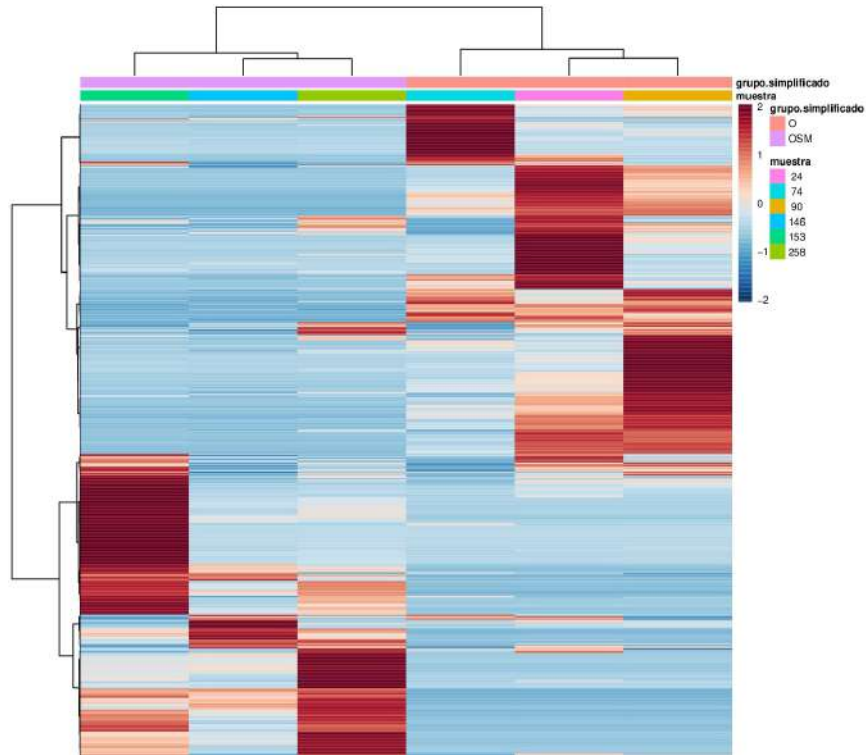 grupo.simplificado
muestra
2
1
0
−1
−2
grupo.simplificado
O
OSM
muestra
24
74
90
146
153
258